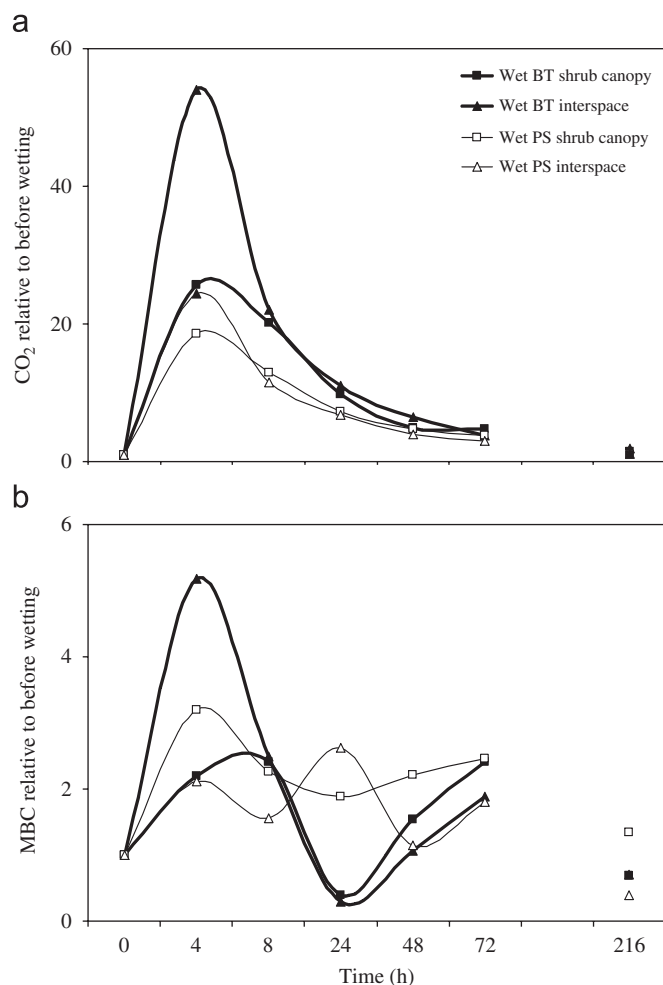 a
60
40
20
0
CO₂ relative to before wetting
Wet BT shrub canopy
Wet BT interspace
Wet PS shrub canopy
Wet PS interspace
b
6
4
2
0
MBC relative to before wetting
0 4 8 24 48 72 216
Time (h)